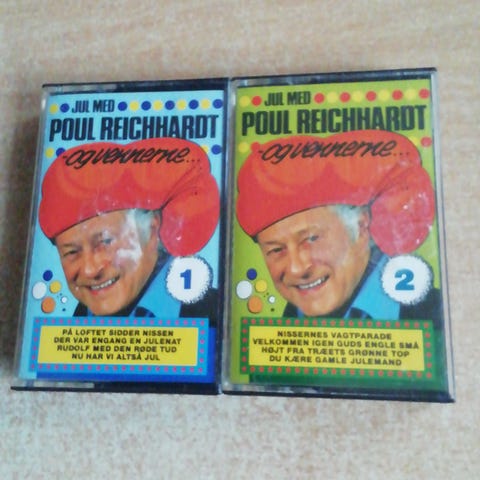 JUL MED
POUL REICHHARDT
-og vennerne...
1
PÅ LOFTET SIDDER NISSEN
DER VAR ENGANG EN JULENAT
RUDOLF MED DEN RØDE TUD
NU HAR VI ALTSÅ JUL
JUL MED
POUL REICHHARDT
-og vennerne...
2
NISSERNES VAGTPARADE
VELKOMMEN IGEN GUDS ENGLE SMÅ
HØJT FRA TRÆETS GRØNNE TOP
DU KÆRE GAMLE JULEMAND